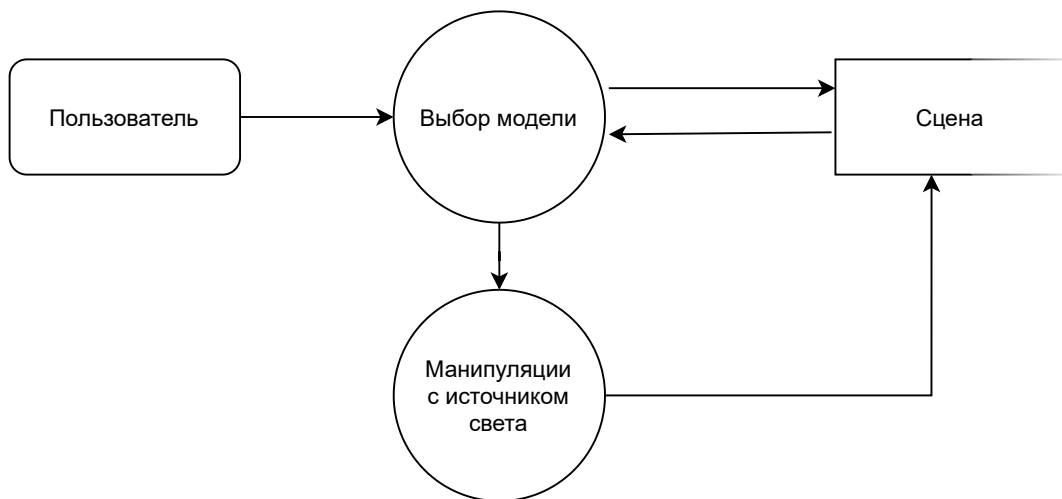 Пользователь
Выбор модели
Сцена
Манипуляции
с источником
света